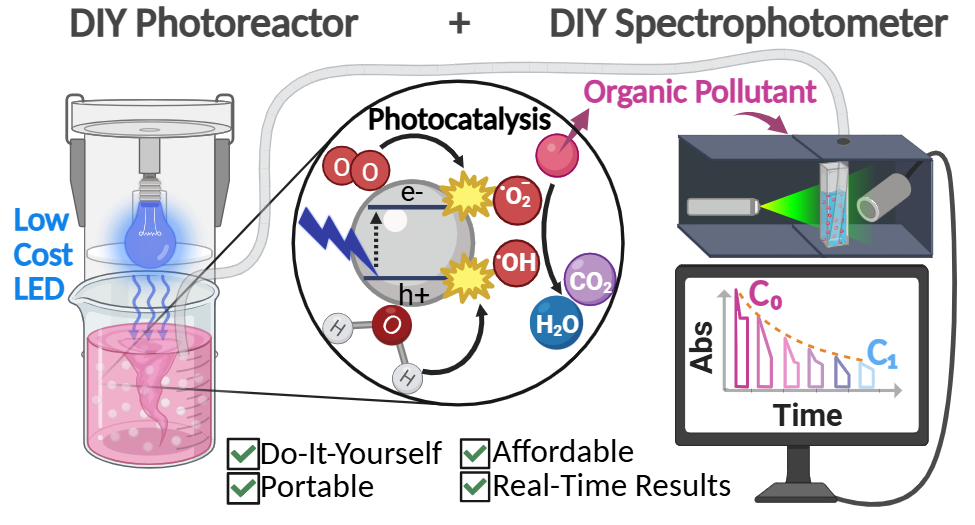 DIY Photoreactor + DIY Spectrophotometer
Organic Pollutant
Photocatalysis
O O
e-
•O₂⁻
Low
Cost
LED
•OH
CO₂
h+
H₂O
H O
H
C₀
C₁
Abs
Time
Do-It-Yourself
Affordable
Portable
Real-Time Results